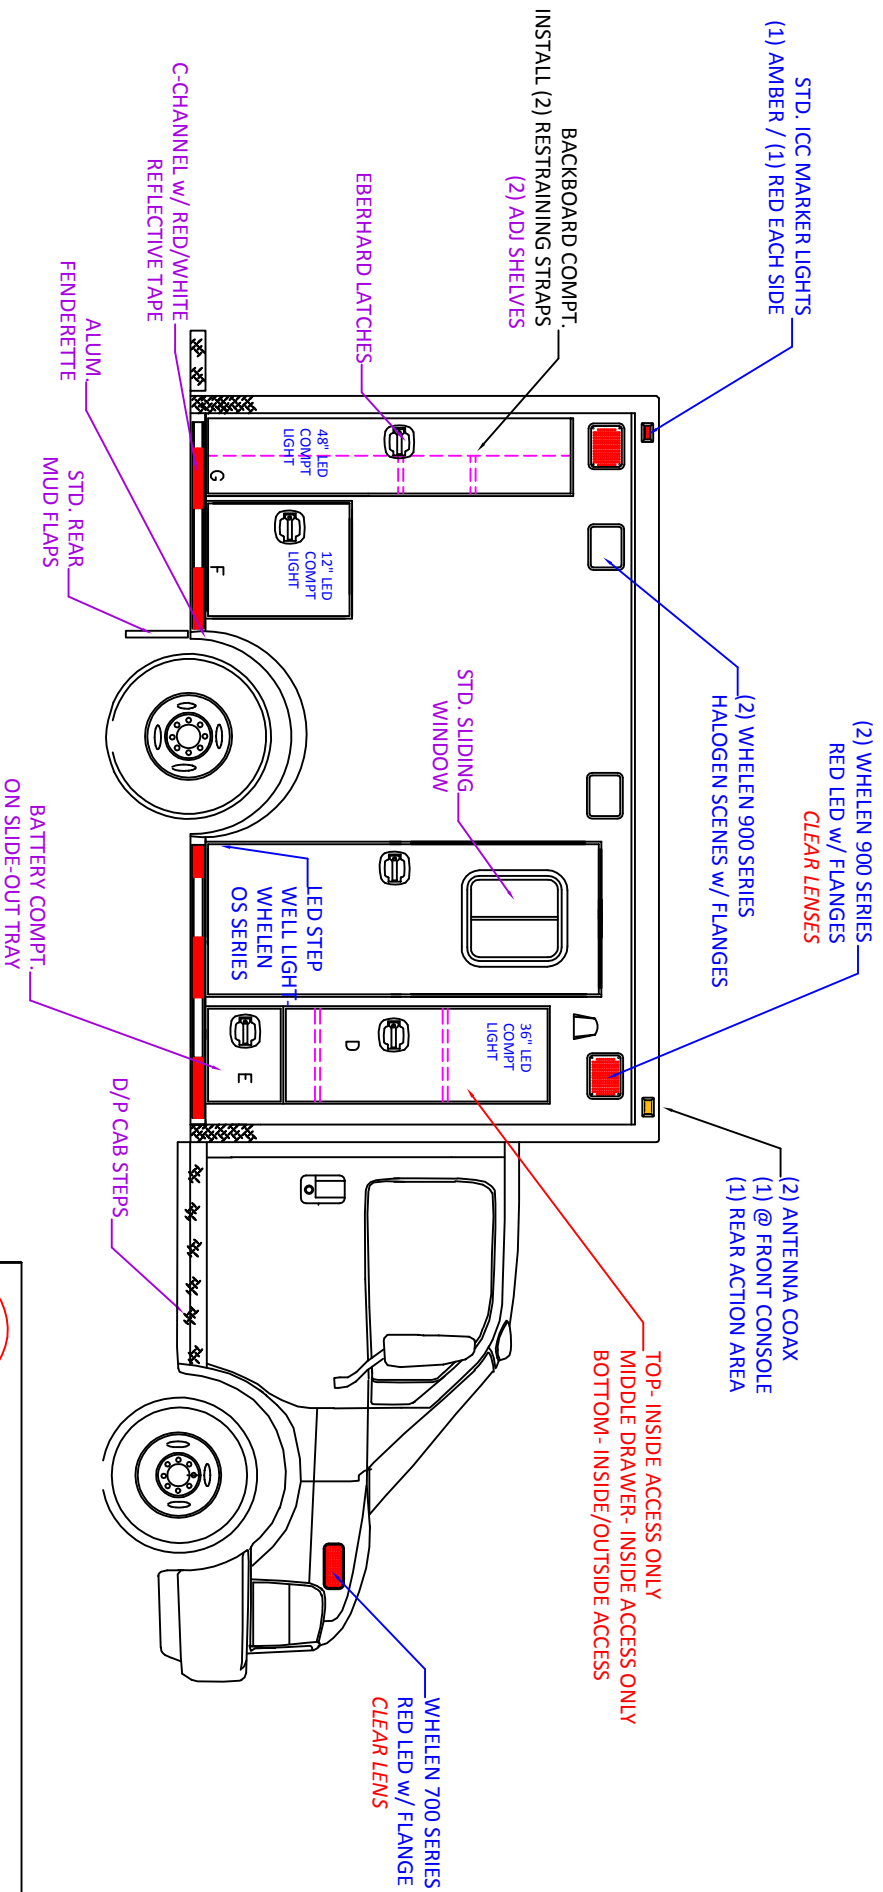 STD. ICC MARKER LIGHTS
(1) AMBER / (1) RED EACH SIDE
(2) WHELEN 900 SERIES
RED LED w/ FLANGES
CLEAR LENSES
(2) WHELEN 900 SERIES
HALOGEN SCENES w/ FLANGES
(2) ANTENNA COAX
(1) @ FRONT CONSOLE
(1) REAR ACTION AREA
BACKBOARD COMPT.
INSTALL (2) RESTRAINING STRAPS
(2) ADJ SHELVES
TOP- INSIDE ACCESS ONLY
MIDDLE DRAWER- INSIDE ACCESS ONLY
BOTTOM- INSIDE/OUTSIDE ACCESS
EBERHARD LATCHES
STD. SLIDING
WINDOW
WHELEN 700 SERIES
RED LED w/ FLANGE
CLEAR LENS
48" LED
COMPT
LIGHT
G
12" LED
COMPT
LIGHT
F
36" LED
COMPT
LIGHT
D
E
LED STEP
WELL LIGHT
WHELEN
OS SERIES
C-CHANNEL w/ RED/WHITE
REFLECTIVE TAPE
ALUM.
FENDERETTE
STD. REAR
MUD FLAPS
BATTERY COMPT.
ON SLIDE-OUT TRAY
D/P CAB STEPS